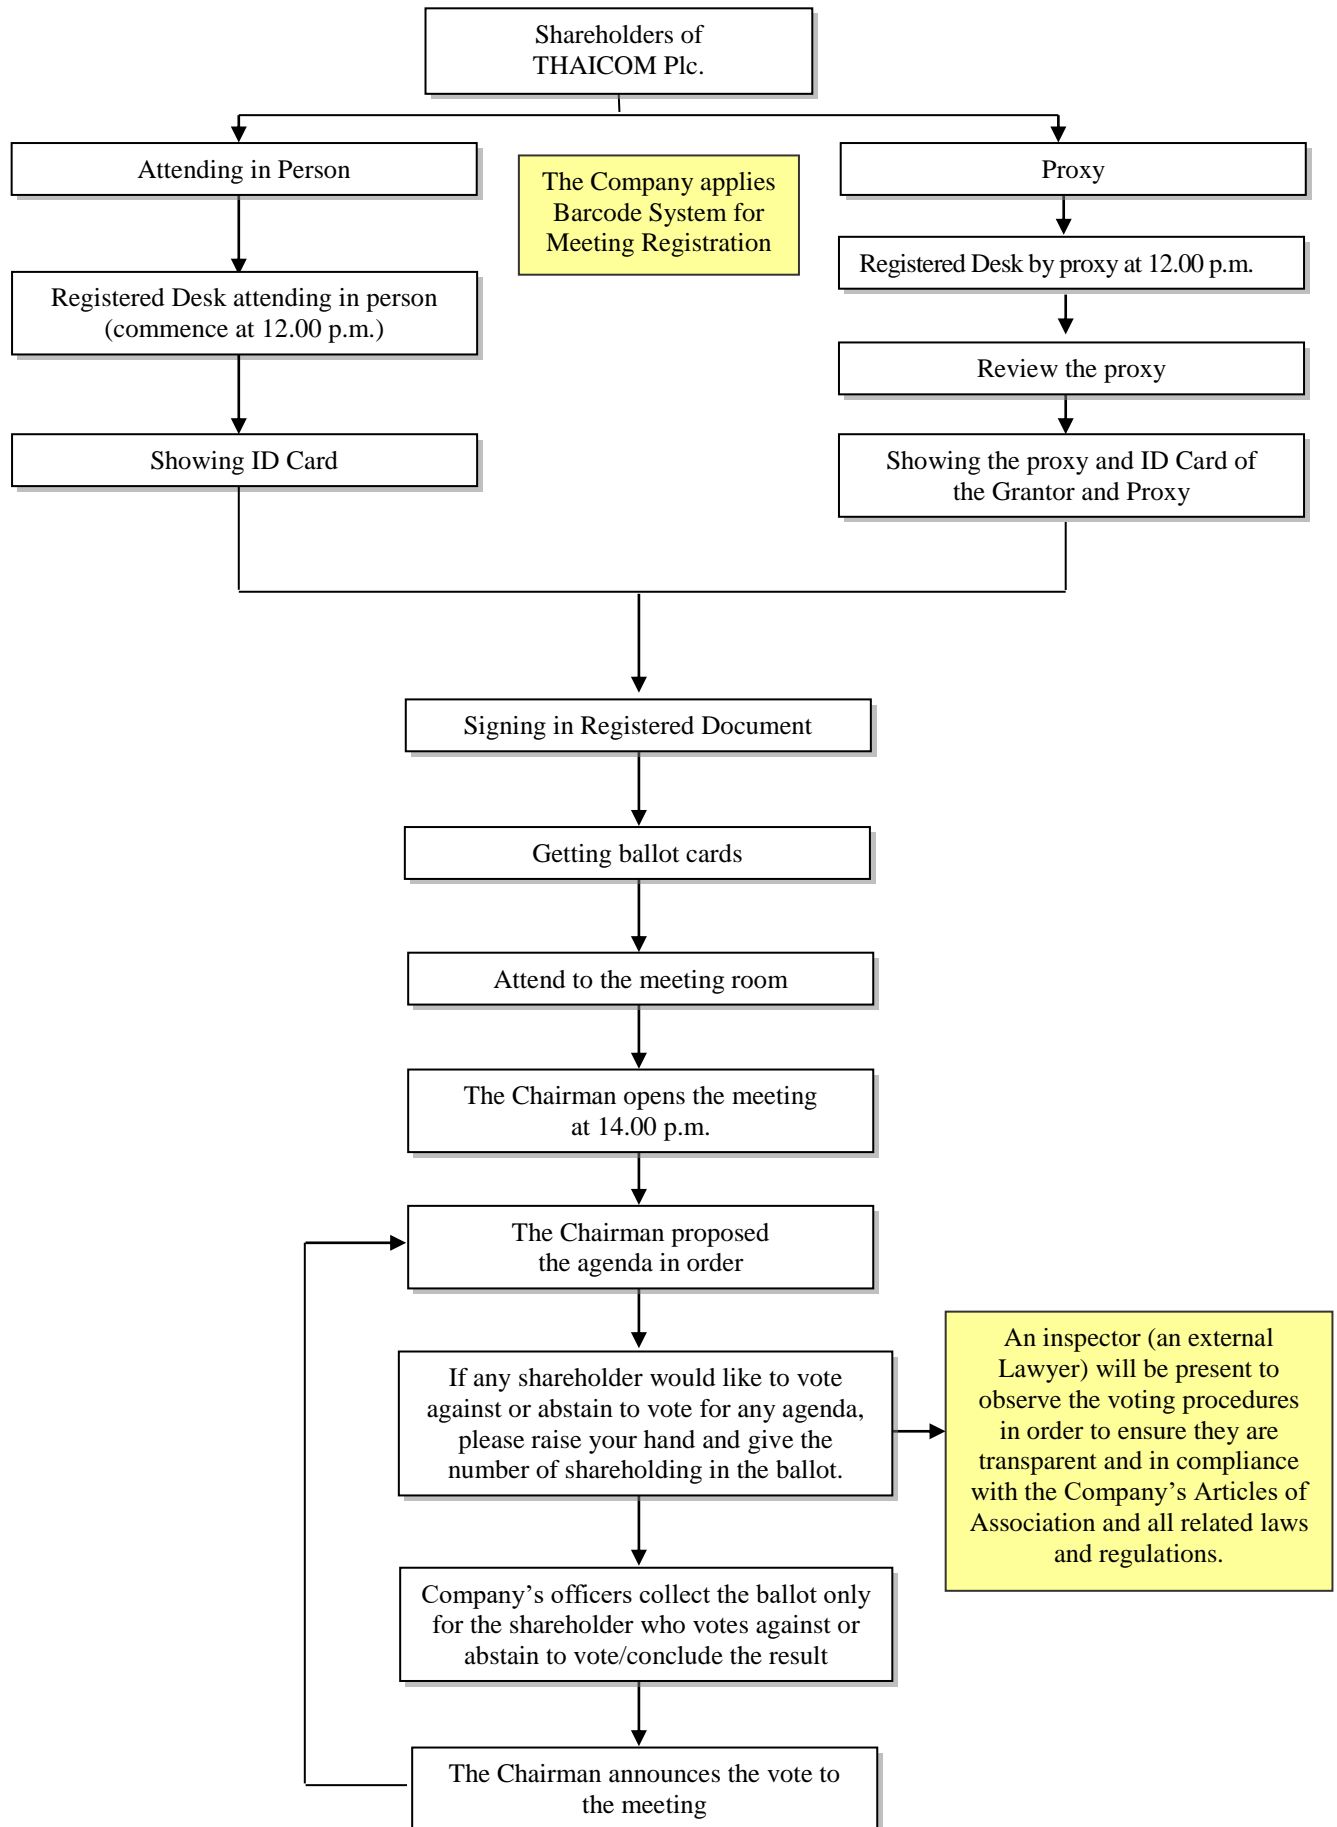 Shareholders of
THAICOM Plc.
Attending in Person
The Company applies
Barcode System for
Meeting Registration
Proxy
Registered Desk attending in person
(commence at 12.00 p.m.)
Registered Desk by proxy at 12.00 p.m.
Review the proxy
Showing ID Card
Showing the proxy and ID Card of
the Grantor and Proxy
Signing in Registered Document
Getting ballot cards
Attend to the meeting room
The Chairman opens the meeting
at 14.00 p.m.
The Chairman proposed
the agenda in order
If any shareholder would like to vote
against or abstain to vote for any agenda,
please raise your hand and give the
number of shareholding in the ballot.
An inspector (an external
Lawyer) will be present to
observe the voting procedures
in order to ensure they are
transparent and in compliance
with the Company’s Articles of
Association and all related laws
and regulations.
Company’s officers collect the ballot only
for the shareholder who votes against or
abstain to vote/conclude the result
The Chairman announces the vote to
the meeting